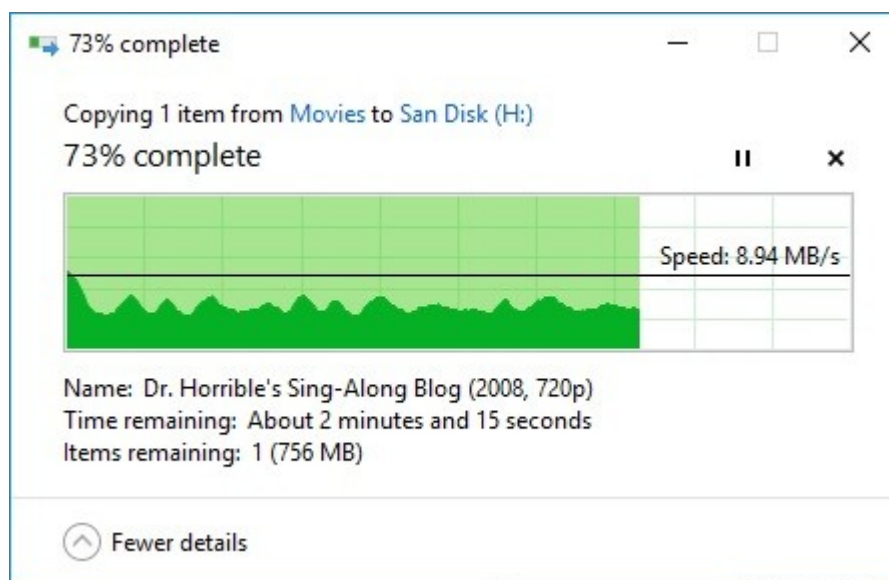 73% complete
Copying 1 item from Movies to San Disk (H:)
73% complete
Speed: 8.94 MB/s
Name: Dr. Horrible's Sing-Along Blog (2008, 720p)
Time remaining: About 2 minutes and 15 seconds
Items remaining: 1 (756 MB)
Fewer details